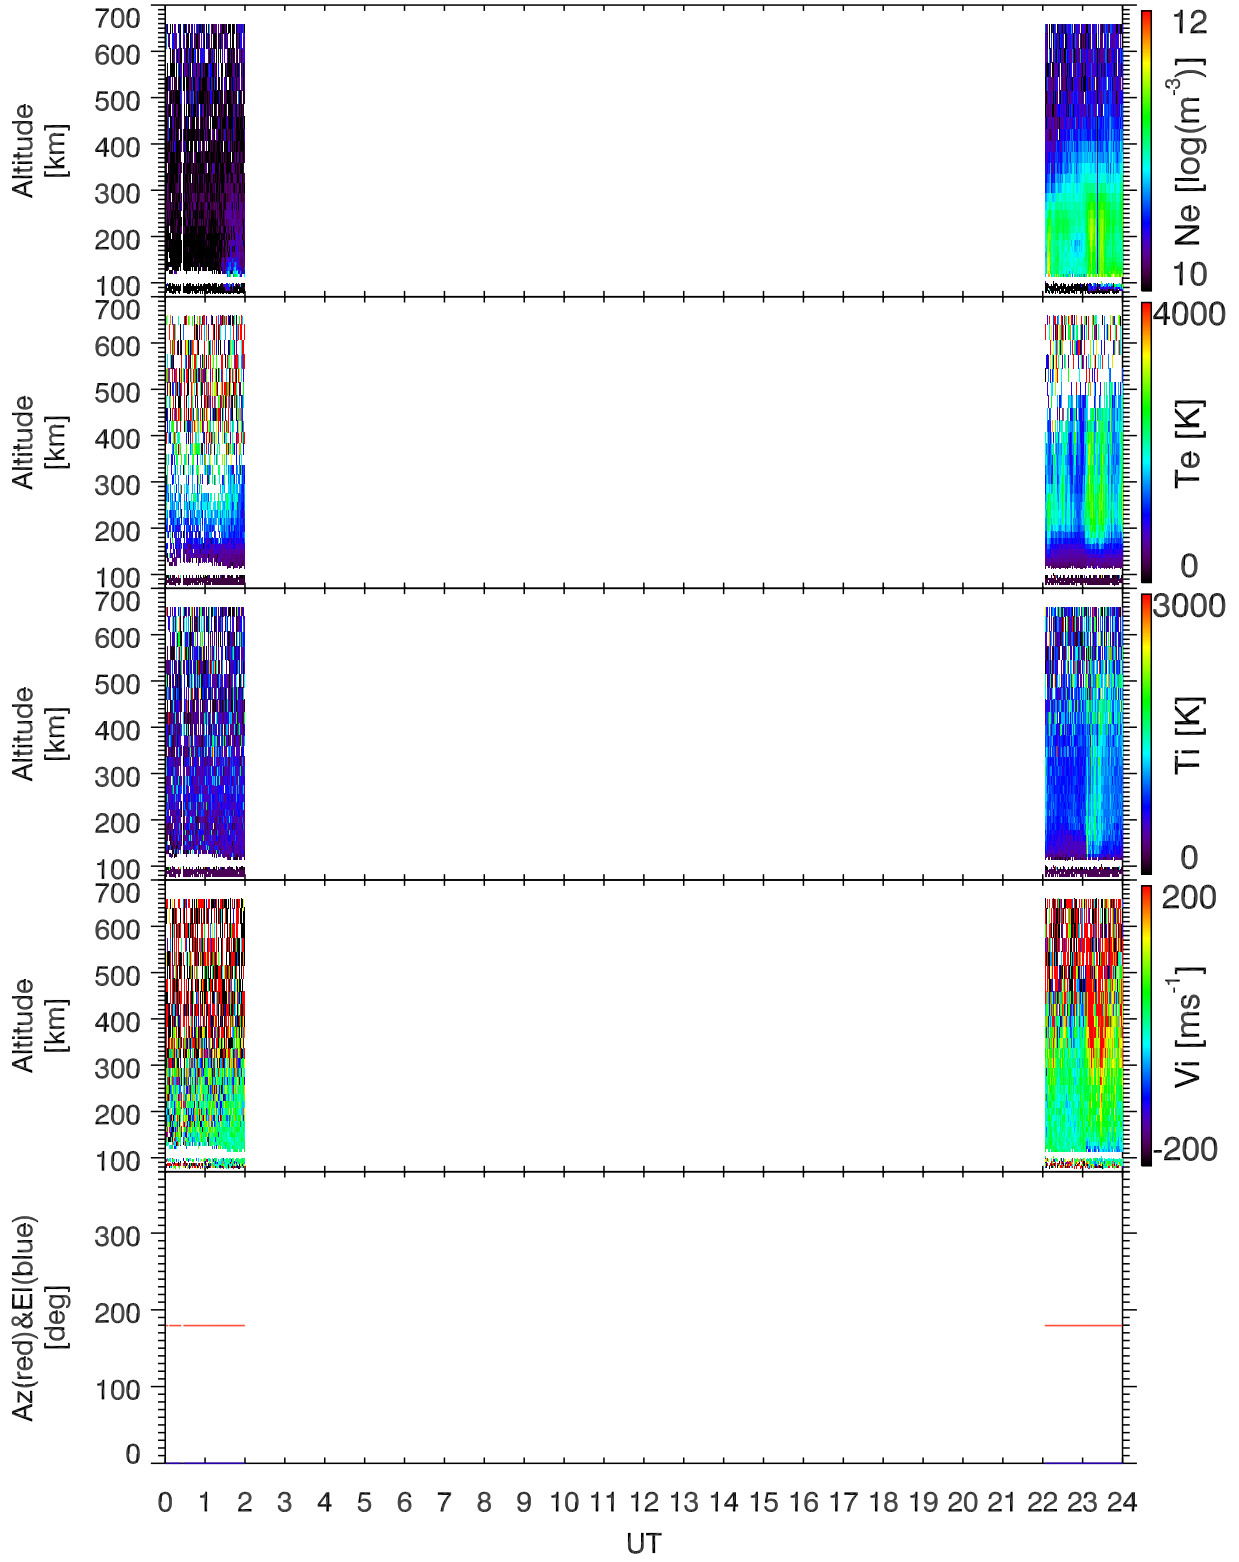 700
600
500
400
300
200
100
Altitude
[km]
12
10
Ne [log(m⁻³)]
700
600
500
400
300
200
100
Altitude
[km]
4000
0
Te [K]
700
600
500
400
300
200
100
Altitude
[km]
3000
0
Ti [K]
700
600
500
400
300
200
100
Altitude
[km]
200
-200
Vi [ms⁻¹]
300
200
100
0
Az(red)&El(blue)
[deg]
0 1 2 3 4 5 6 7 8 9 10 11 12 13 14 15 16 17 18 19 20 21 22 23 24
UT